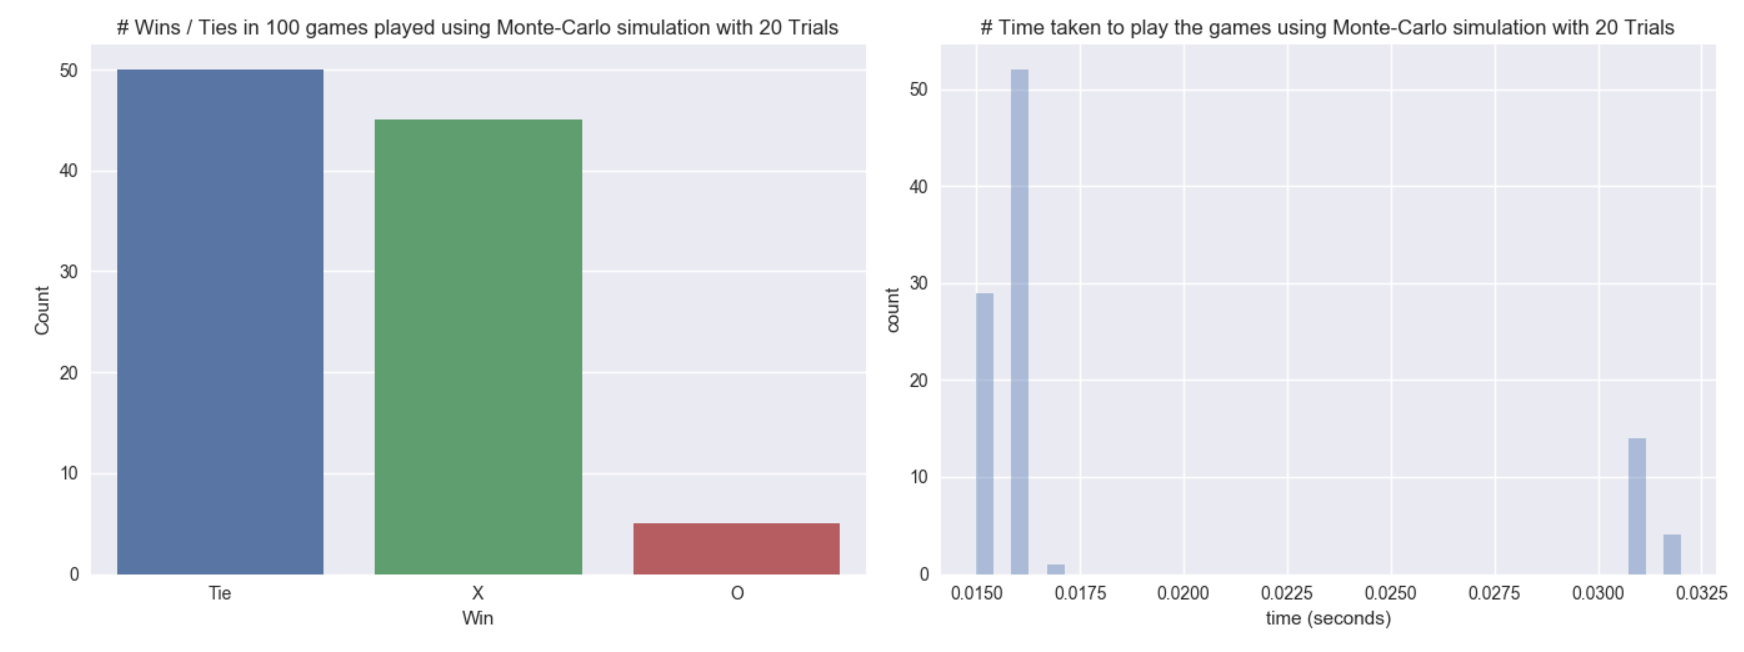 # Wins / Ties in 100 games played using Monte-Carlo simulation with 20 Trials
50
40
30
20
10
0
Count
Tie X O
Win
# Time taken to play the games using Monte-Carlo simulation with 20 Trials
50
40
30
20
10
0
count
0.0150 0.0175 0.0200 0.0225 0.0250 0.0275 0.0300 0.0325
time (seconds)